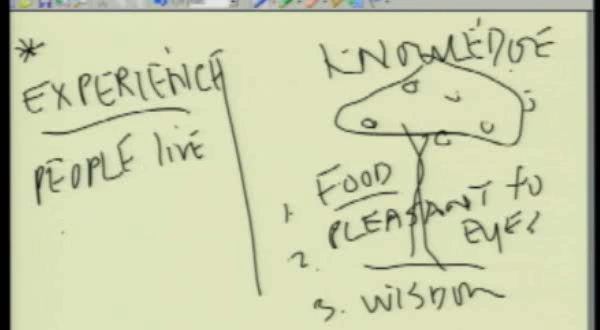 *
EXPERIENCE
PEOPLE live
KNOWLEDGE
1. FOOD
2. PLEASANT to
EYES
3. WISDOM